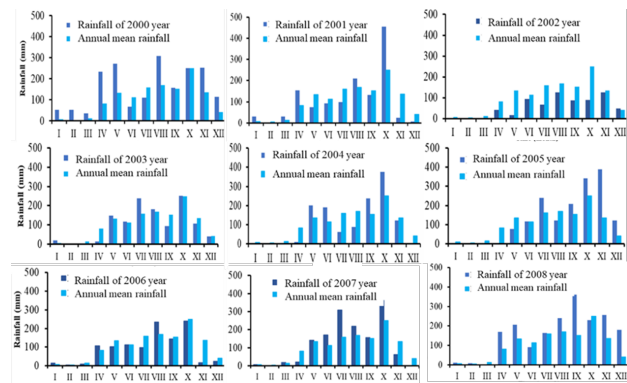 500
400
300
200
100
0
Rainfall (mm)
Rainfall of 2000 year
Annual mean rainfall
I II III IV V VI VII VIII IX X XI XII
500
400
300
200
100
0
Rainfall of 2001 year
Annual mean rainfall
I II III IV V VI VII VIII IX X XI XII
500
400
300
200
100
0
Rainfall of 2002 year
Annual mean rainfall
I II III IV V VI VII VIII IX X XI XII
500
400
300
200
100
0
Rainfall (mm)
Rainfall of 2003 year
Annual mean rainfall
I II III IV V VI VII VIII IX X XI XII
500
400
300
200
100
0
Rainfall of 2004 year
Annual mean rainfall
I II III IV V VI VII VIII IX X XI XII
500
400
300
200
100
0
Rainfall of 2005 year
Annual mean rainfall
I II III IV V VI VII VIII IX X XI XII
500
400
300
200
100
0
Rainfall (mm)
Rainfall of 2006 year
Annual mean rainfall
I II III IV V VI VII VIII IX X XI XII
500
400
300
200
100
0
Rainfall of 2007 year
Annual mean rainfall
I II III IV V VI VII VIII IX X XI XII
500
400
300
200
100
0
Rainfall of 2008 year
Annual mean rainfall
I II III IV V VI VII VIII IX X XI XII